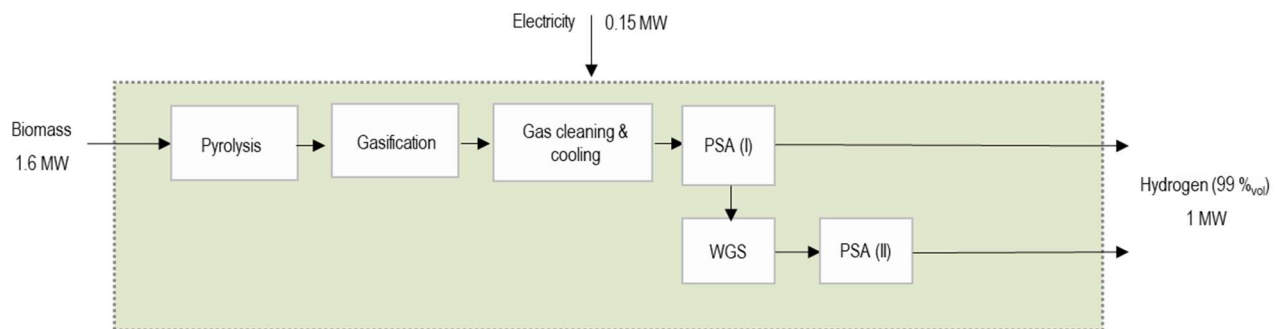 Electricity 0.15 MW
Biomass
1.6 MW
Pyrolysis
Gasification
Gas cleaning &
cooling
PSA (I)
WGS
PSA (II)
Hydrogen (99 %vol)
1 MW